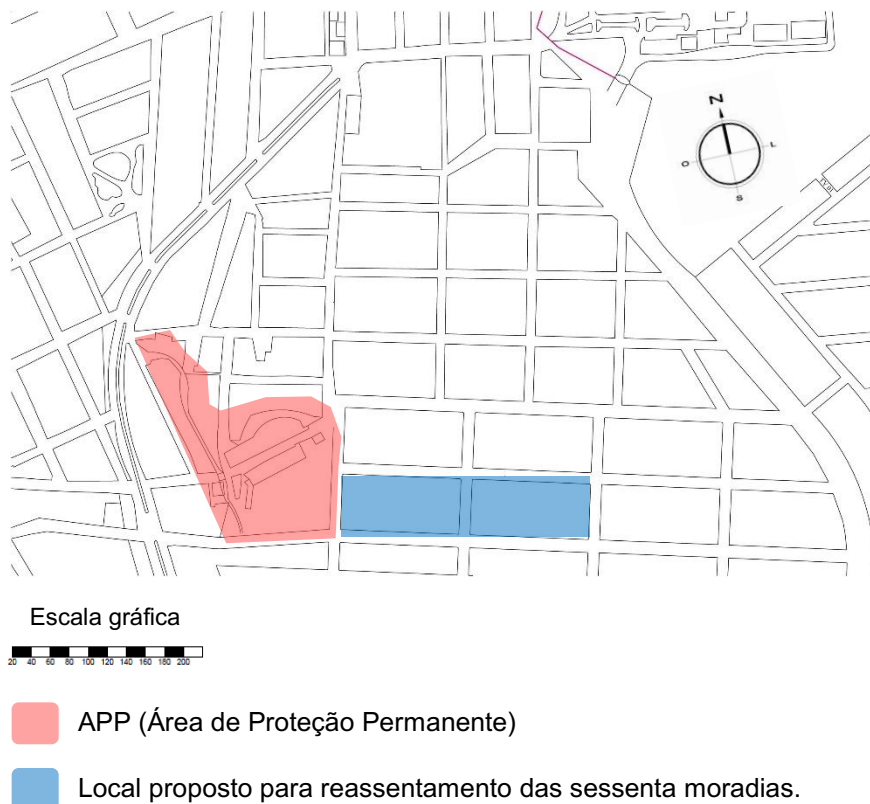 N
O
L
S
Escala gráfica
20 40 60 80 100 120 140 160 180 200
APP (Área de Proteção Permanente)
Local proposto para reassentamento das sessenta moradias.